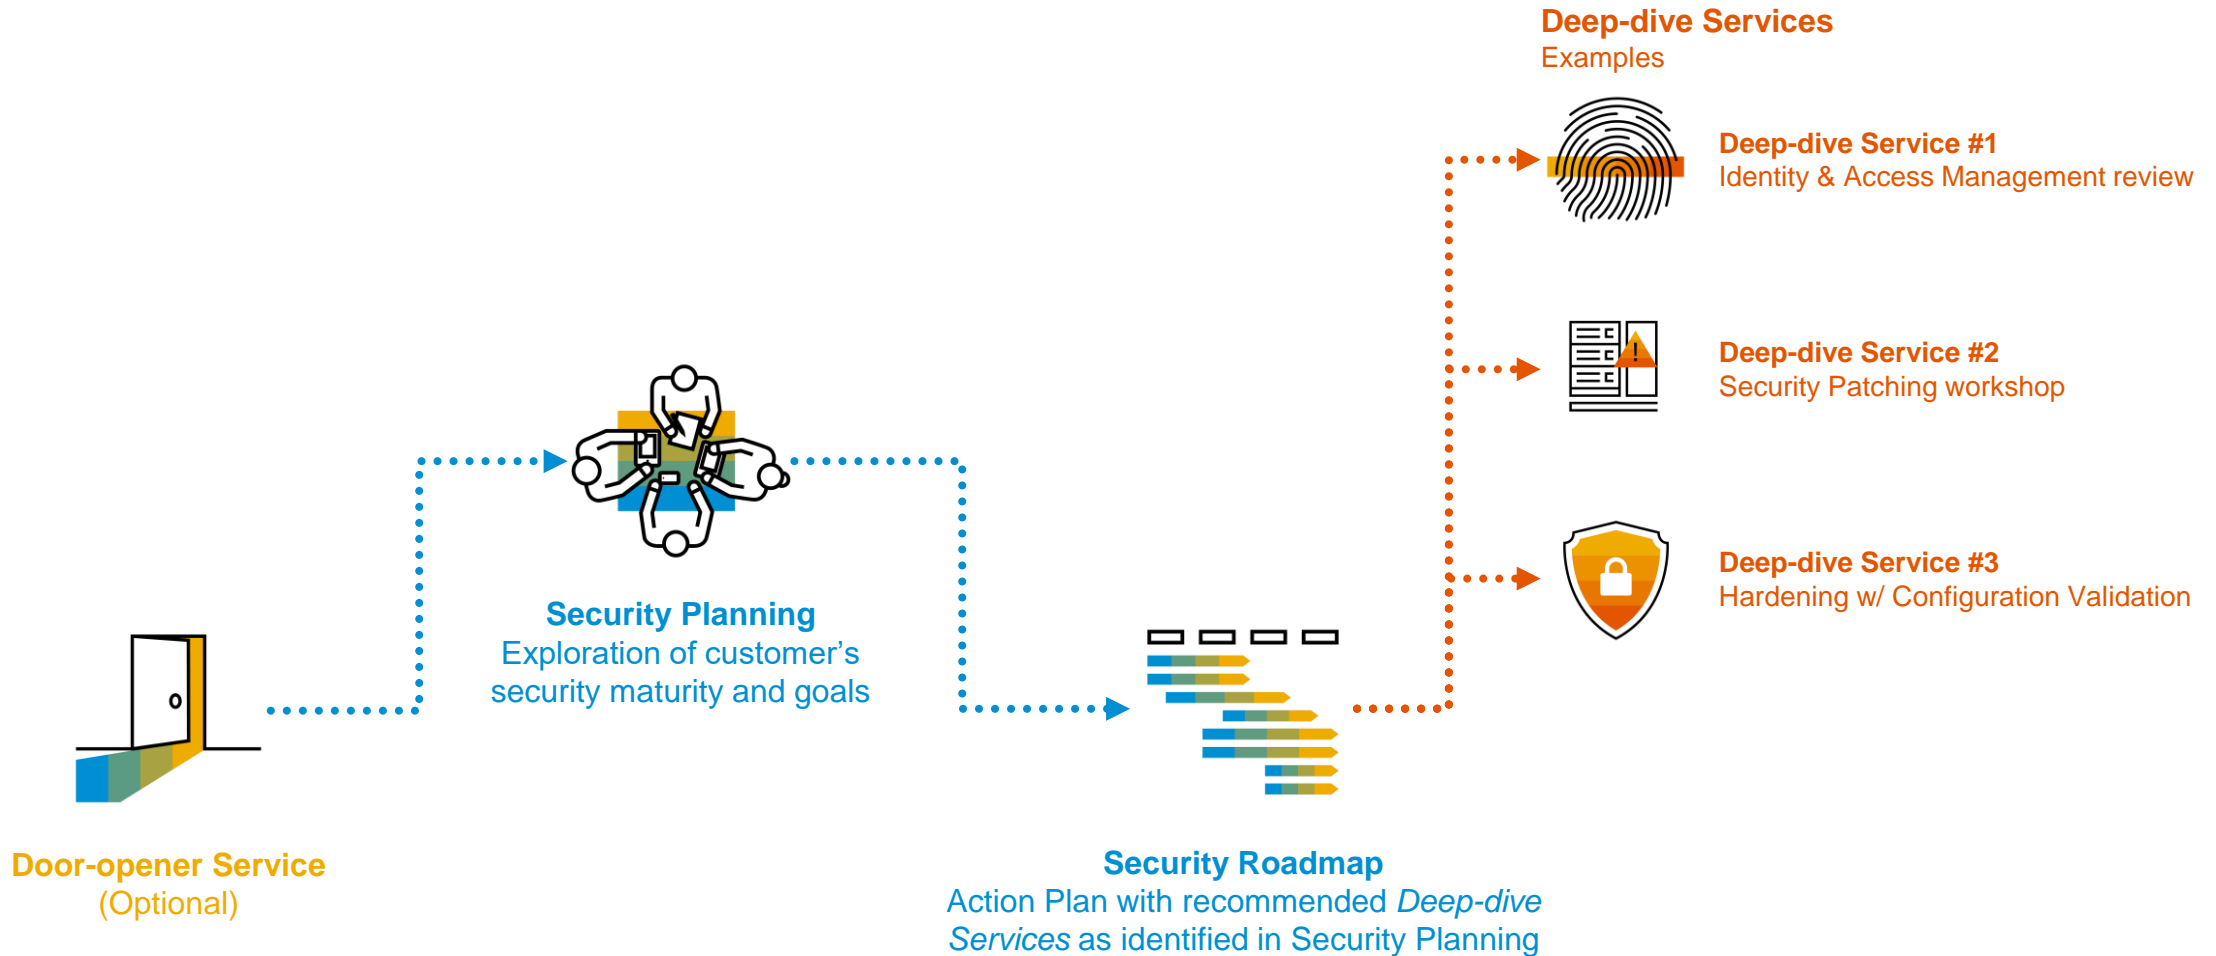 Deep-dive Services
Examples
Deep-dive Service #1
Identity & Access Management review
Deep-dive Service #2
Security Patching workshop
Deep-dive Service #3
Hardening w/ Configuration Validation
Security Planning
Exploration of customer’s
security maturity and goals
Door-opener Service
(Optional)
Security Roadmap
Action Plan with recommended Deep-dive
Services as identified in Security Planning